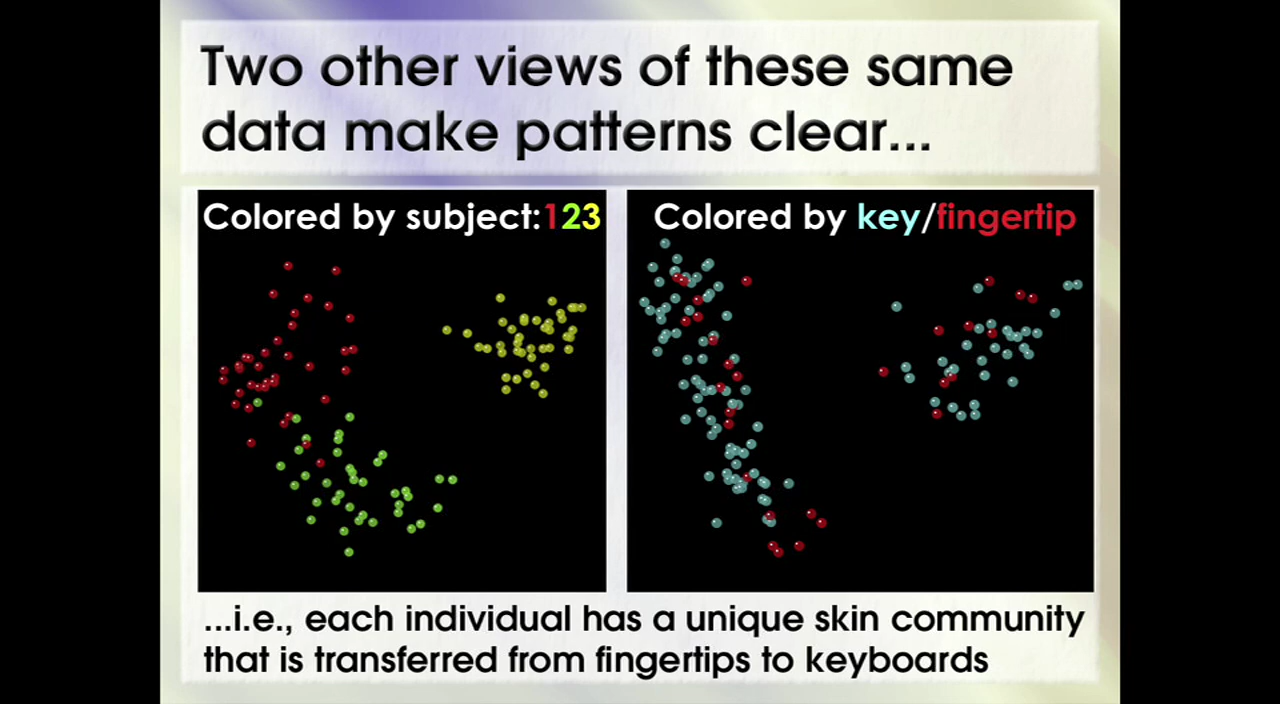 Two other views of these same
data make patterns clear...
Colored by subject:123
Colored by key/fingertip
...i.e., each individual has a unique skin community
that is transferred from fingertips to keyboards